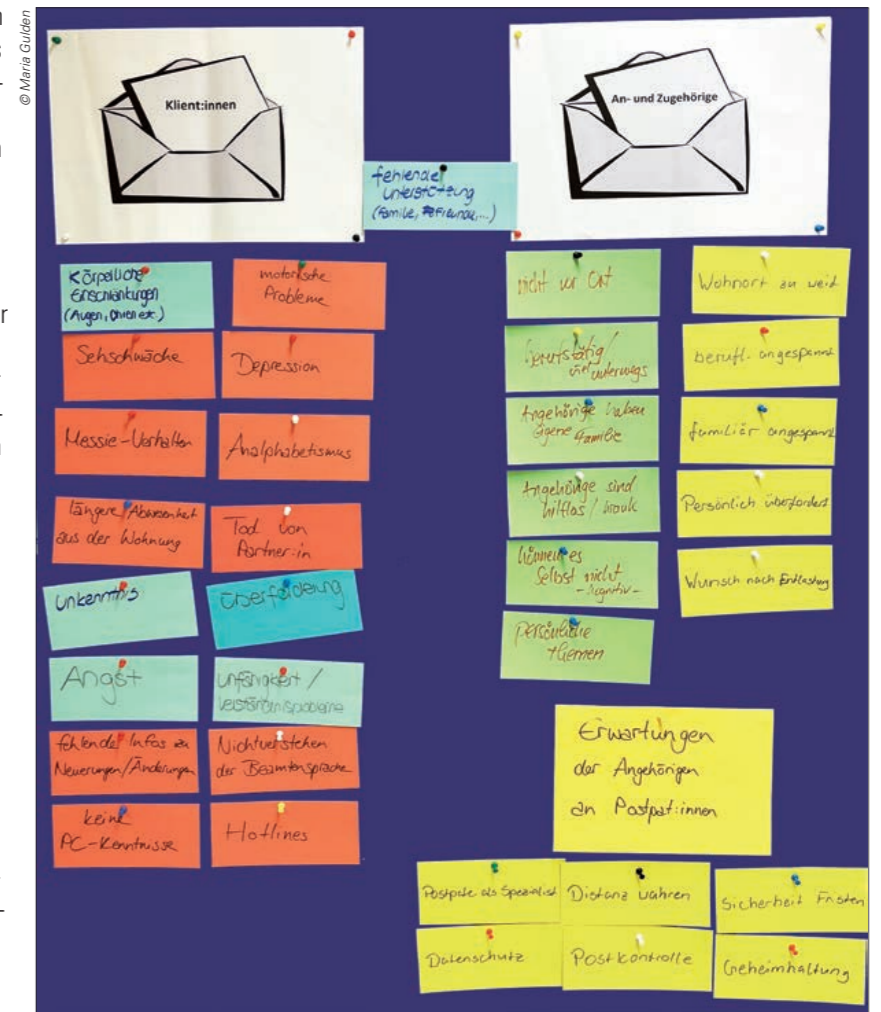 © Maria Gulden
Klient:innen
An- und Zugehörige
fehlende
Unterstützung
(Familie, Freunde,...)
Körperliche
Einschränkungen
(Augen, Ohren etc.)
motorische
Probleme
Sehschwäche
Depression
Messie-Verhalten
Analphabetismus
längere Abwesenheit
aus der Wohnung
Tod von
Partner:in
Unkenntnis
Überforderung
Angst
Unfähigkeit /
Verständnisprobleme
fehlende Infos zu
Neuerungen/Änderungen
Nichtverstehen
der Beamtensprache
keine
PC-Kenntnisse
Hotlines
nicht vor Ort
Berufstätig /
viel unterwegs
Angehörige haben
eigene Familie
Angehörige sind
hilflos / krank
können es
selbst nicht
- kognitiv -
Persönliche
Themen
Wohnort zu weit
berufl. angespannt
familiär angespannt
Persönlich überfordert
Wunsch nach Entlastung
Erwartungen
der Angehörigen
an Postpat:innen
Postpate als Spezialist
Distanz wahren
Sicherheit Fristen
Datenschutz
Postkontrolle
Geheimhaltung